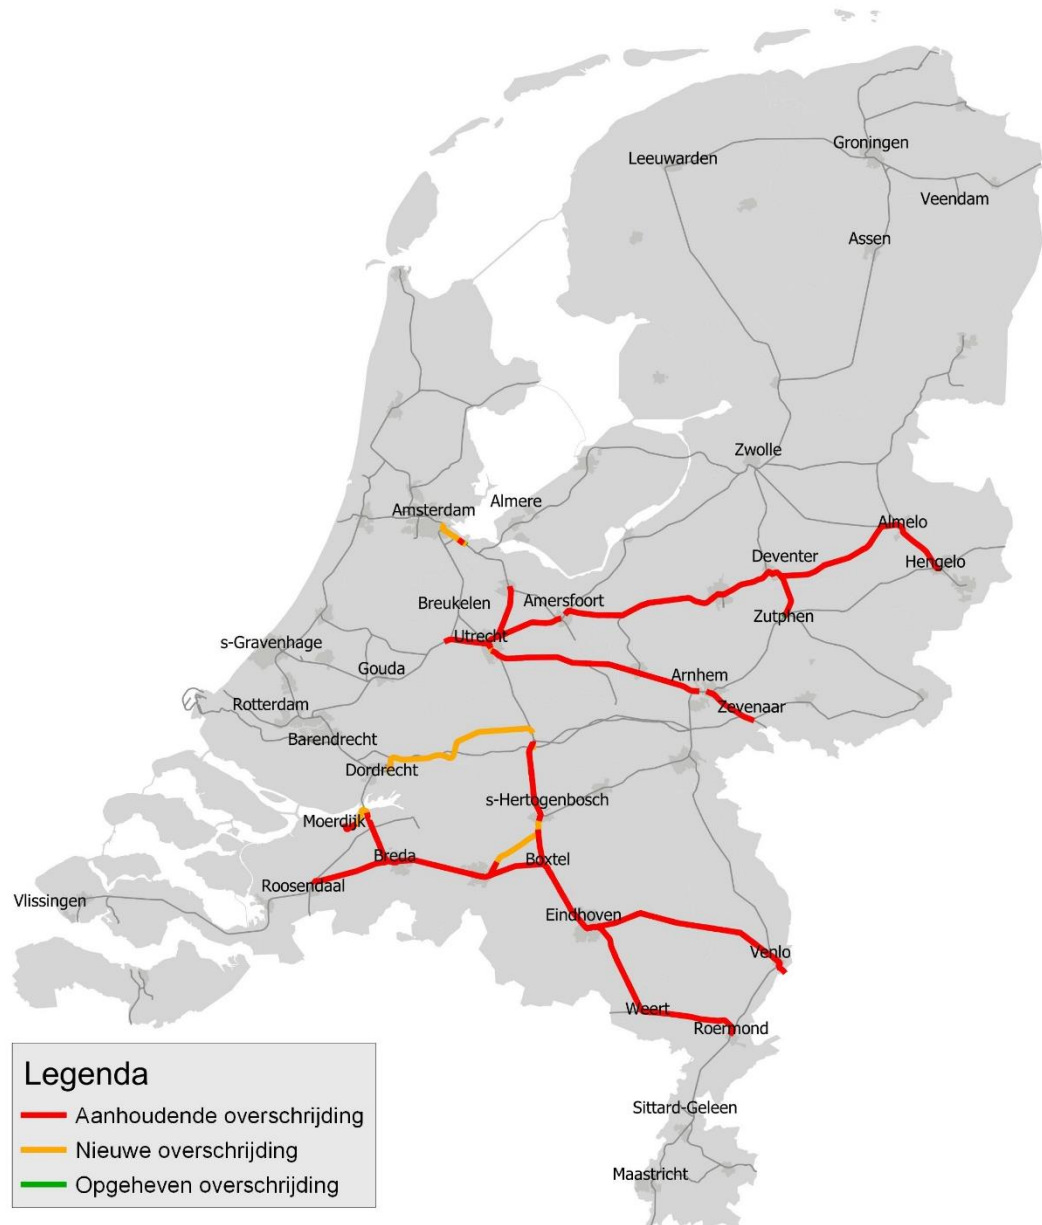 Groningen
Leeuwarden
Veendam
Assen
Zwolle
Almere
Amsterdam
Almelo
Deventer
Hengelo
Breukelen
Amersfoort
Zutphen
Utrecht
s-Gravenhage
Gouda
Arnhem
Rotterdam
Zevenaar
Barendrecht
Dordrecht
s-Hertogenbosch
Moerdijk
Breda
Boxtel
Roosendaal
Vlissingen
Eindhoven
Venlo
Weert
Roermond
Legenda
Aanhoudende overschrijding
Nieuwe overschrijding
Opgeheven overschrijding
Sittard-Geleen
Maastricht